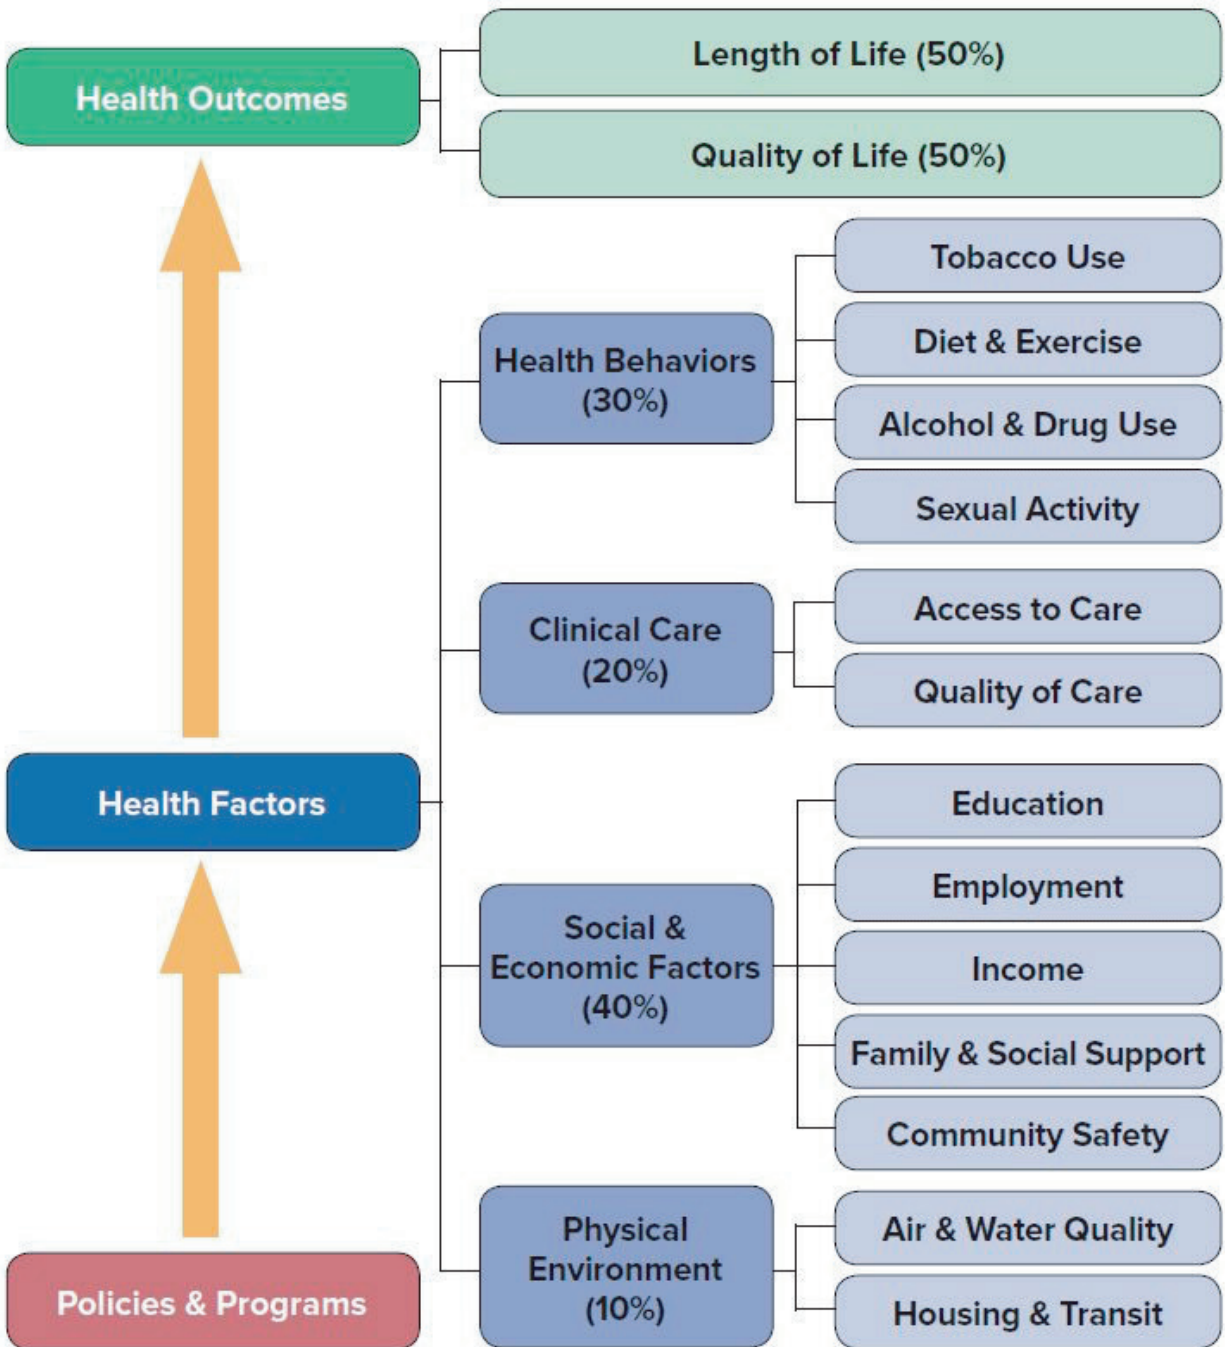 Health Outcomes
Length of Life (50%)
Quality of Life (50%)
Health Factors
Health Behaviors
(30%)
Tobacco Use
Diet & Exercise
Alcohol & Drug Use
Sexual Activity
Clinical Care
(20%)
Access to Care
Quality of Care
Social &
Economic Factors
(40%)
Education
Employment
Income
Family & Social Support
Community Safety
Physical
Environment
(10%)
Air & Water Quality
Housing & Transit
Policies & Programs